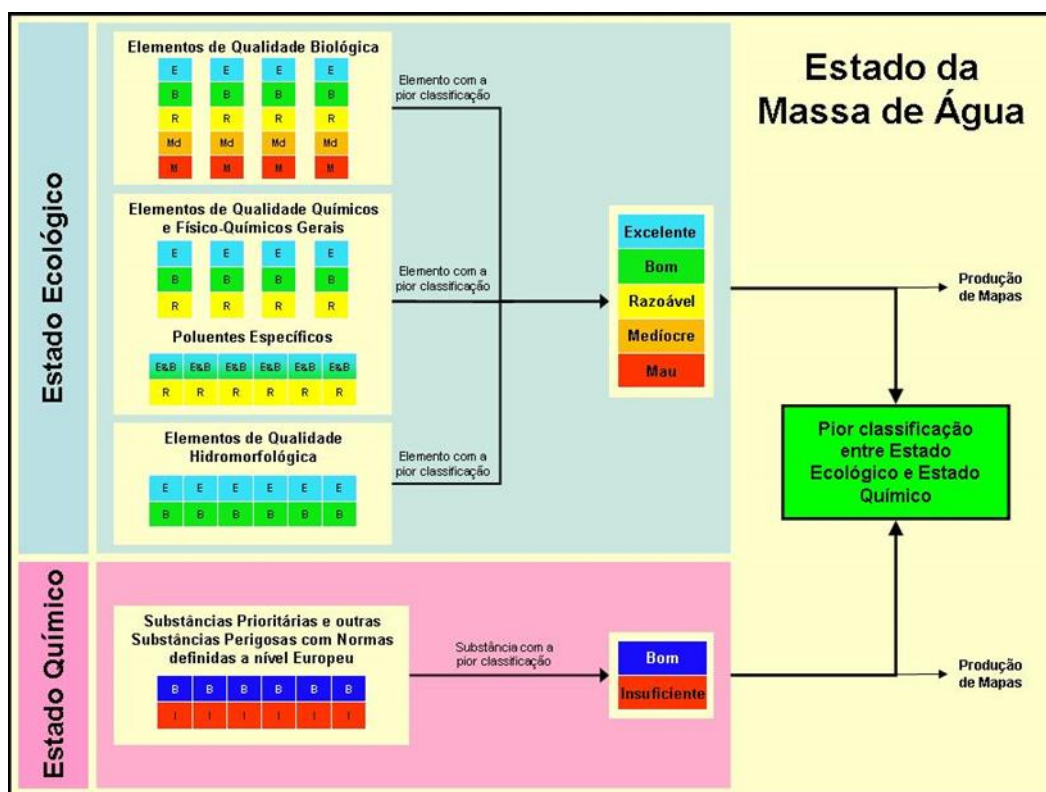 Estado da
Massa de Água
Estado Ecológico
Elementos de Qualidade Biológica
E E E E
B B B B
R R R R
Md Md Md Md
M M M M
Elemento com a
pior classificação
Elementos de Qualidade Químicos
e Físico-Químicos Gerais
E E E E
B B B B
R R R R
Poluentes Específicos
E&B E&B E&B E&B E&B E&B
R R R R R R
Elemento com a
pior classificação
Elementos de Qualidade
Hidromorfológica
E E E E E E
B B B B B B
Elemento com a
pior classificação
Excelente
Bom
Razoável
Medíocre
Mau
Produção
de Mapas
Pior classificação
entre Estado
Ecológico e Estado
Químico
Estado Químico
Substâncias Prioritárias e outras
Substâncias Perigosas com Normas
definidas a nível Europeu
B B B B B B
I I I I I I
Substância com a
pior classificação
Bom
Insuficiente
Produção
de Mapas